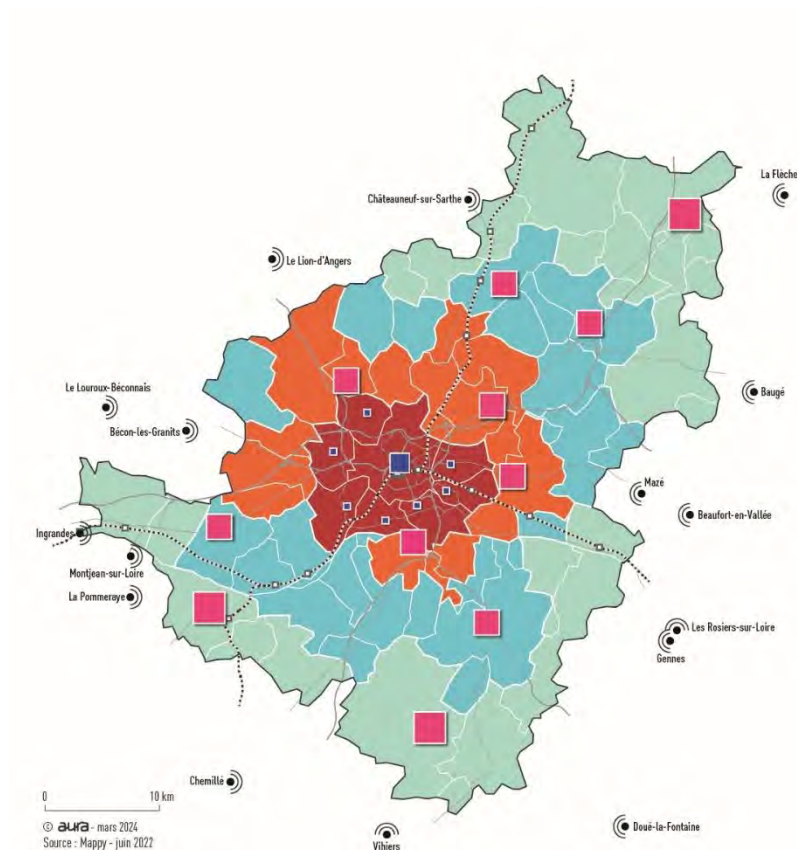 La Flèche
Châteauneuf-sur-Sarthe
Le Lion-d'Angers
Le Louroux-Béconnais
Baugé
Bécon-les-Granits
Mazé
Beaufort-en-Vallée
Ingrandes
Montjean-sur-Loire
La Pommeraye
Les Rosiers-sur-Loire
Gennes
Chemillé
0 10 km
© aura - mars 2024
Source : Mappy - juin 2022
Vihiers
Doué-la-Fontaine